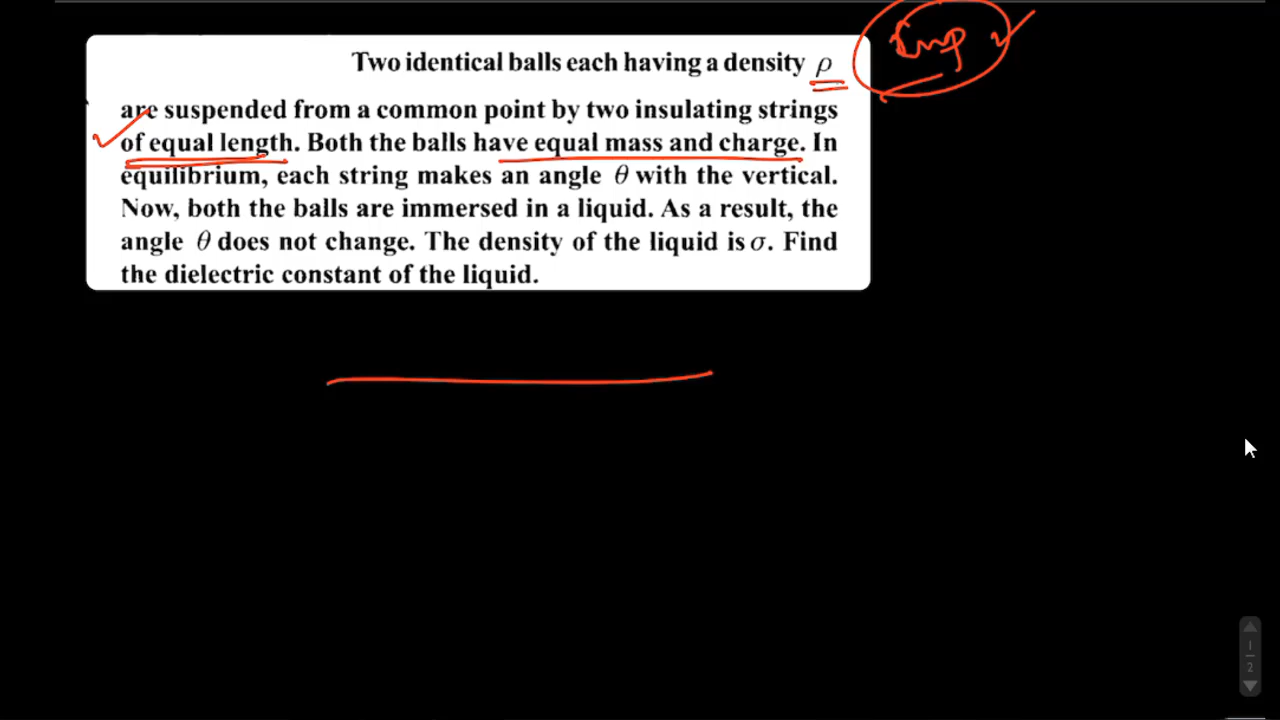 Two identical balls each having a density ρ
Imp
are suspended from a common point by two insulating strings
of equal length. Both the balls have equal mass and charge. In
equilibrium, each string makes an angle θ with the vertical.
Now, both the balls are immersed in a liquid. As a result, the
angle θ does not change. The density of the liquid is σ. Find
the dielectric constant of the liquid.
1
2